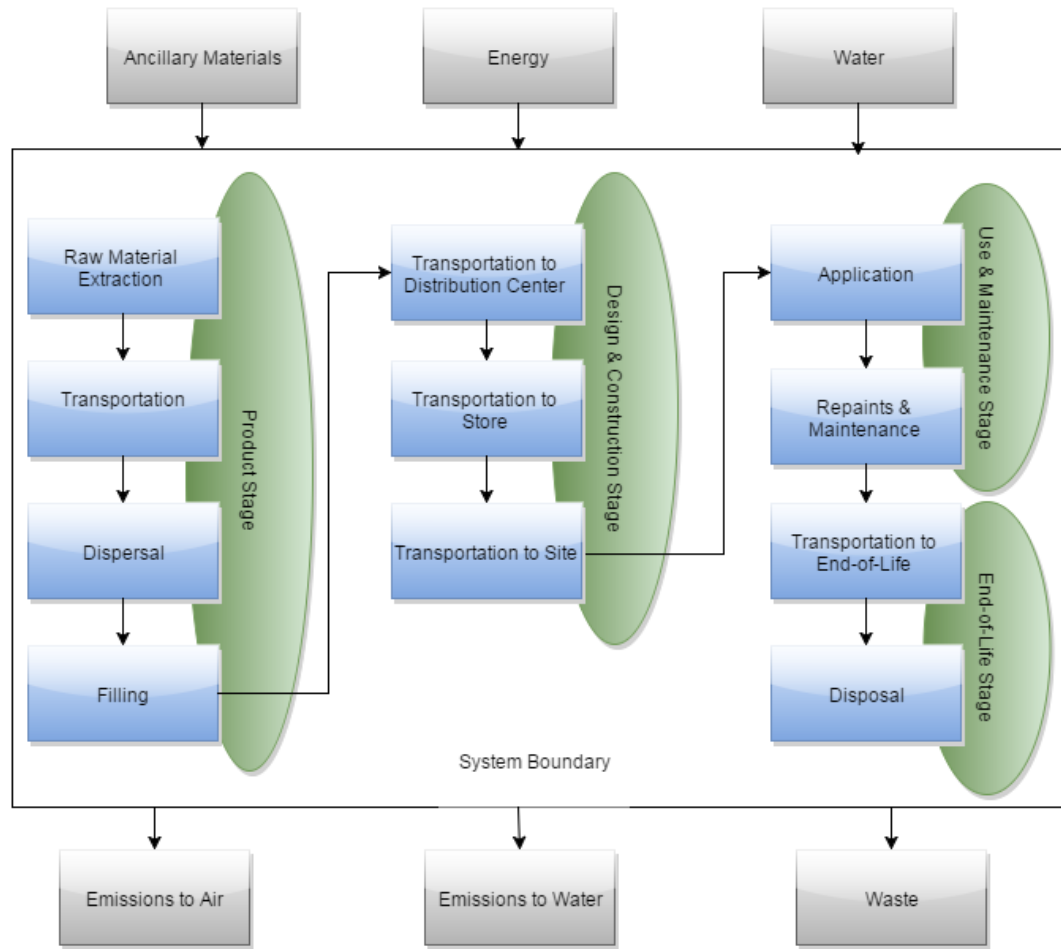 Ancillary Materials
Energy
Water
Raw Material
Extraction
Transportation
Dispersal
Filling
Product Stage
Transportation to
Distribution Center
Transportation to
Store
Transportation to Site
Design & Construction Stage
Application
Repaints &
Maintenance
Use & Maintenance Stage
Transportation to
End-of-Life
Disposal
End-of-Life Stage
System Boundary
Emissions to Air
Emissions to Water
Waste